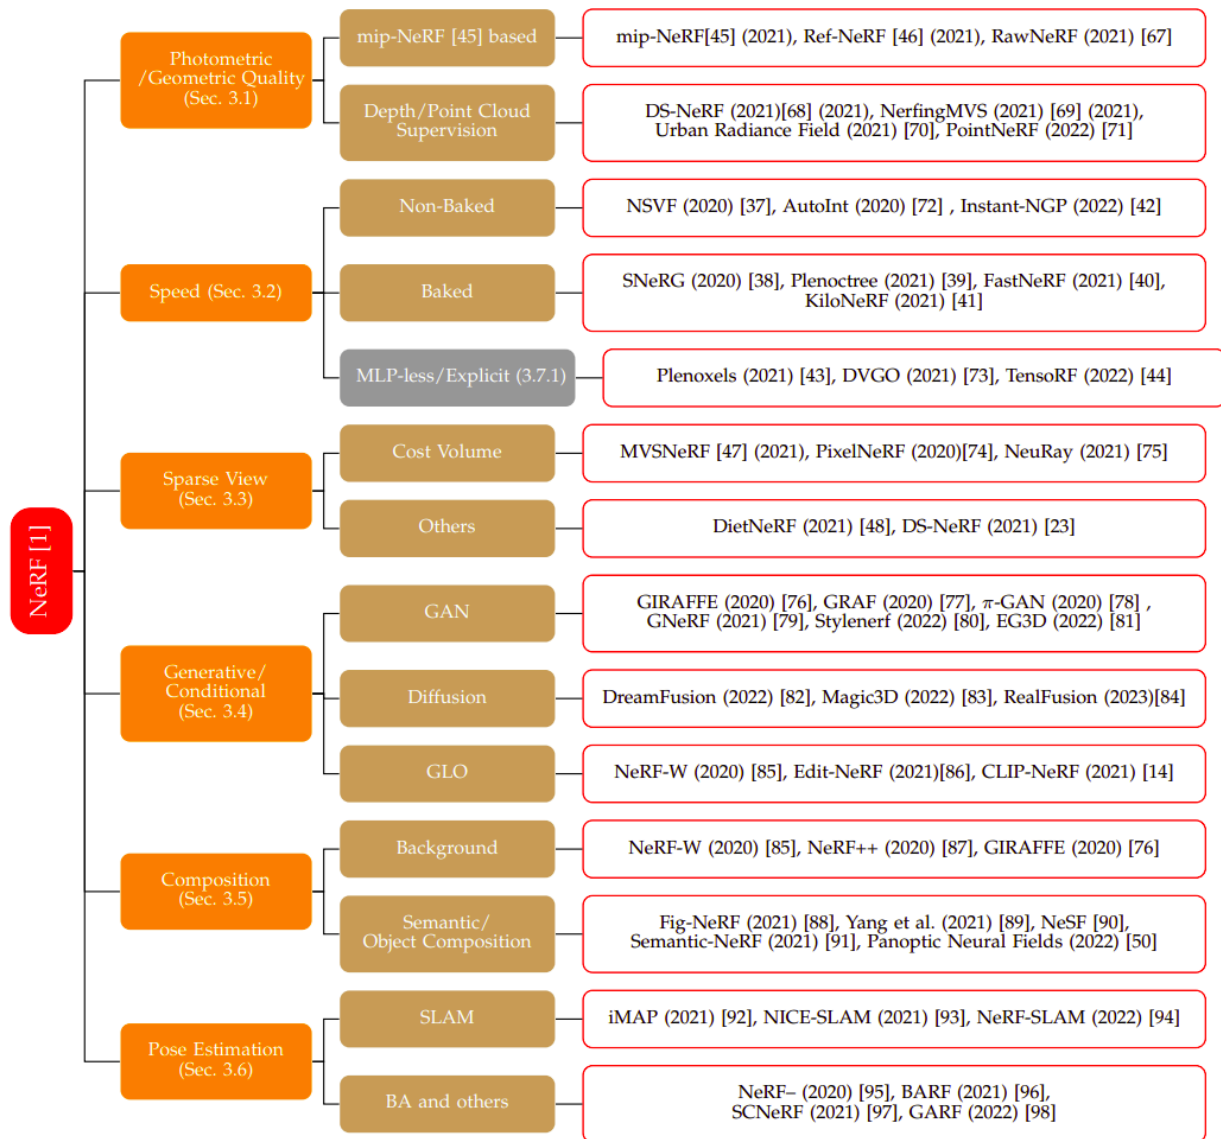 NeRF [1]
Photometric
/Geometric Quality
(Sec. 3.1)
mip-NeRF [45] based
mip-NeRF[45] (2021), Ref-NeRF [46] (2021), RawNeRF (2021) [67]
Depth/Point Cloud
Supervision
DS-NeRF (2021)[68] (2021), NerfingMVS (2021) [69] (2021),
Urban Radiance Field (2021) [70], PointNeRF (2022) [71]
Speed (Sec. 3.2)
Non-Baked
NSVF (2020) [37], AutoInt (2020) [72] , Instant-NGP (2022) [42]
Baked
SNeRG (2020) [38], Plenoctree (2021) [39], FastNeRF (2021) [40],
KiloNeRF (2021) [41]
MLP-less/Explicit (3.7.1)
Plenoxels (2021) [43], DVGO (2021) [73], TensoRF (2022) [44]
Sparse View
(Sec. 3.3)
Cost Volume
MVSNeRF [47] (2021), PixelNeRF (2020)[74], NeuRay (2021) [75]
Others
DietNeRF (2021) [48], DS-NeRF (2021) [23]
Generative/
Conditional
(Sec. 3.4)
GAN
GIRAFFE (2020) [76], GRAF (2020) [77], π-GAN (2020) [78] ,
GNeRF (2021) [79], Stylenerf (2022) [80], EG3D (2022) [81]
Diffusion
DreamFusion (2022) [82], Magic3D (2022) [83], RealFusion (2023)[84]
GLO
NeRF-W (2020) [85], Edit-NeRF (2021)[86], CLIP-NeRF (2021) [14]
Composition
(Sec. 3.5)
Background
NeRF-W (2020) [85], NeRF++ (2020) [87], GIRAFFE (2020) [76]
Semantic/
Object Composition
Fig-NeRF (2021) [88], Yang et al. (2021) [89], NeSF [90],
Semantic-NeRF (2021) [91], Panoptic Neural Fields (2022) [50]
Pose Estimation
(Sec. 3.6)
SLAM
iMAP (2021) [92], NICE-SLAM (2021) [93], NeRF-SLAM (2022) [94]
BA and others
NeRF– (2020) [95], BARF (2021) [96],
SCNeRF (2021) [97], GARF (2022) [98]